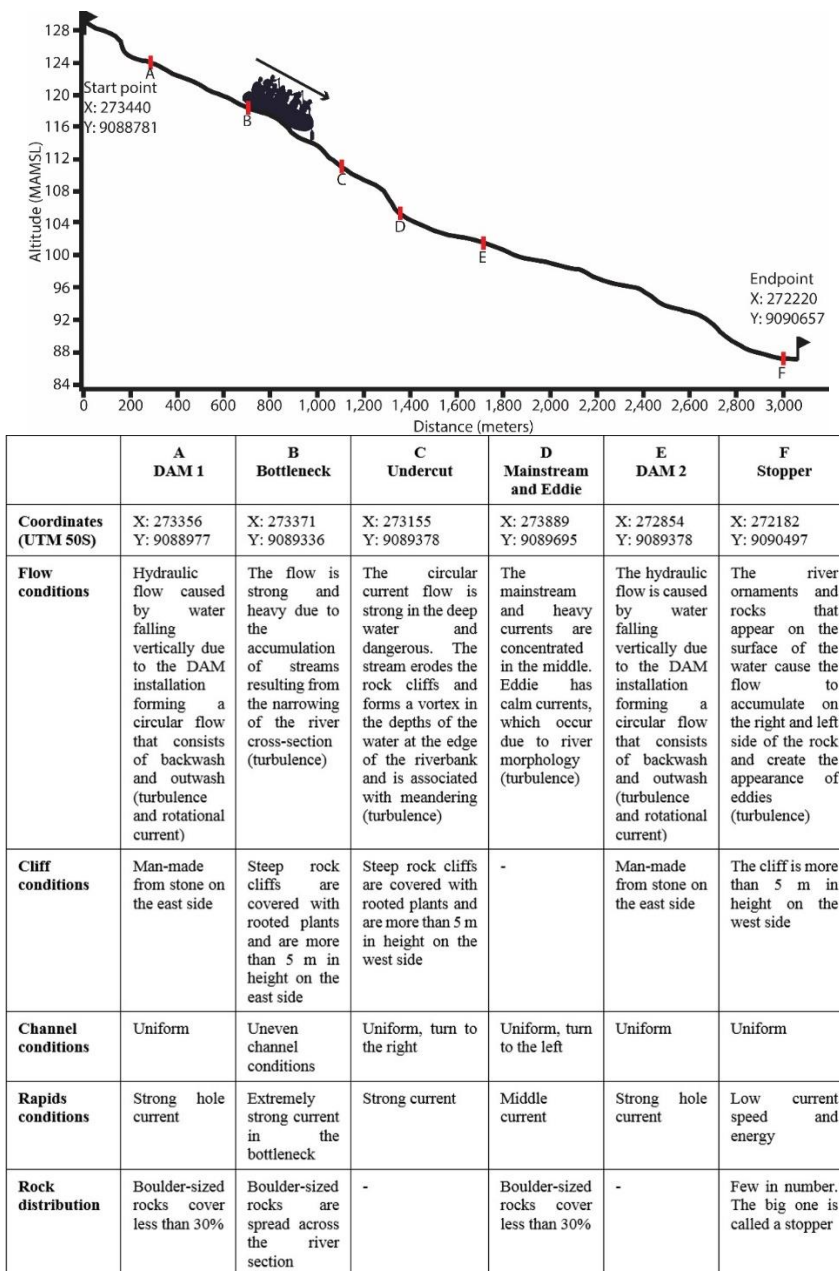 128
124
120
116
112
108
104
100
96
92
88
84
Altitude (MAMSL)
Start point
X: 273440
Y: 9088781
A
B
C
D
E
F
Endpoint
X: 272220
Y: 9090657
0 200 400 600 800 1,000 1,200 1,400 1,600 1,800 2,000 2,200 2,400 2,600 2,800 3,000
Distance (meters)
A
DAM 1
B
Bottleneck
C
Undercut
D
Mainstream
and Eddie
E
DAM 2
F
Stopper
Coordinates
(UTM 50S)
X: 273356
Y: 9088977
X: 273371
Y: 9089336
X: 273155
Y: 9089378
X: 273889
Y: 9089695
X: 272854
Y: 9089378
X: 272182
Y: 9090497
Flow
conditions
Hydraulic
flow caused
by water
falling
vertically due
to the DAM
installation
forming a
circular flow
that consists
of backwash
and outwash
(turbulence
and rotational
current)
The flow is
strong and
heavy due to
the
accumulation
of streams
resulting from
the narrowing
of the river
cross-section
(turbulence)
The circular
current flow is
strong in the deep
water and
dangerous. The
stream erodes the
rock cliffs and
forms a vortex in
the depths of the
water at the edge
of the riverbank
and is associated
with meandering
(turbulence)
The
mainstream
and heavy
currents are
concentrated
in the middle.
Eddie has
calm currents,
which occur
due to river
morphology
(turbulence)
The hydraulic
flow is caused
by water
falling
vertically due
to the DAM
installation
forming a
circular flow
that consists
of backwash
and outwash
(turbulence
and rotational
current)
The river
ornaments and
rocks that
appear on the
surface of the
water cause the
flow to
accumulate on
the right and left
side of the rock
and create the
appearance of
eddies
(turbulence)
Cliff
conditions
Man-made
from stone on
the east side
Steep rock
cliffs are
covered with
rooted plants
and are more
than 5 m in
height on the
east side
Steep rock cliffs
are covered with
rooted plants and
are more than 5 m
in height on the
west side
-
Man-made
from stone on
the east side
The cliff is more
than 5 m in
height on the
west side
Channel
conditions
Uniform
Uneven
channel
conditions
Uniform, turn to
the right
Uniform, turn
to the left
Uniform
Uniform
Rapids
conditions
Strong hole
current
Extremely
strong current
in the
bottleneck
Strong current
Middle
current
Strong hole
current
Low current
speed and
energy
Rock
distribution
Boulder-sized
rocks cover
less than 30%
Boulder-sized
rocks are
spread across
the river
section
-
Boulder-sized
rocks cover
less than 30%
-
Few in number.
The big one is
called a stopper